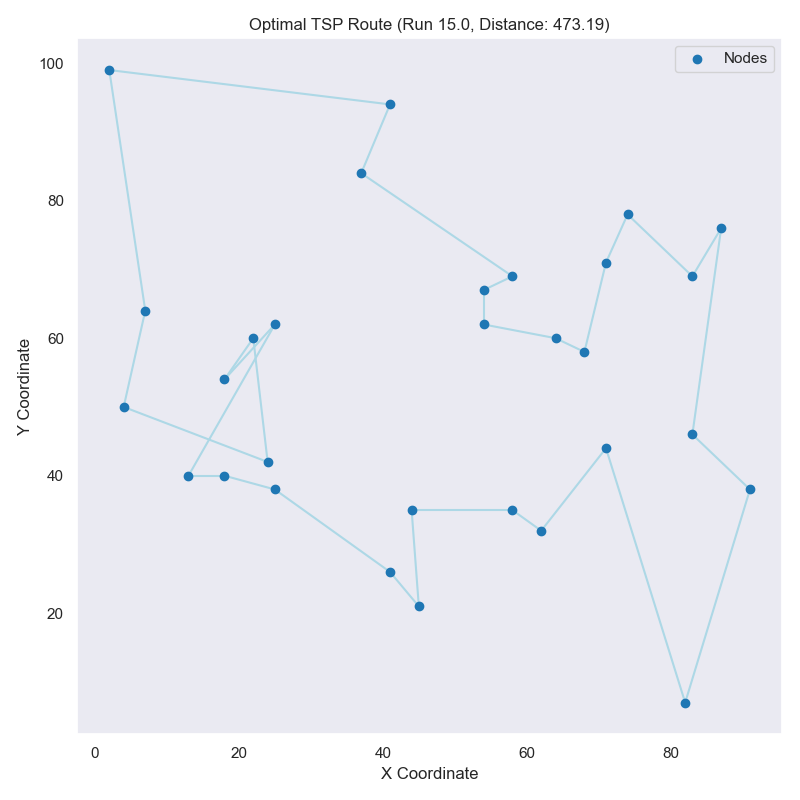 Optimal TSP Route (Run 15.0, Distance: 473.19)
Nodes
100
80
60
40
20
Y Coordinate
0 20 40 60 80
X Coordinate